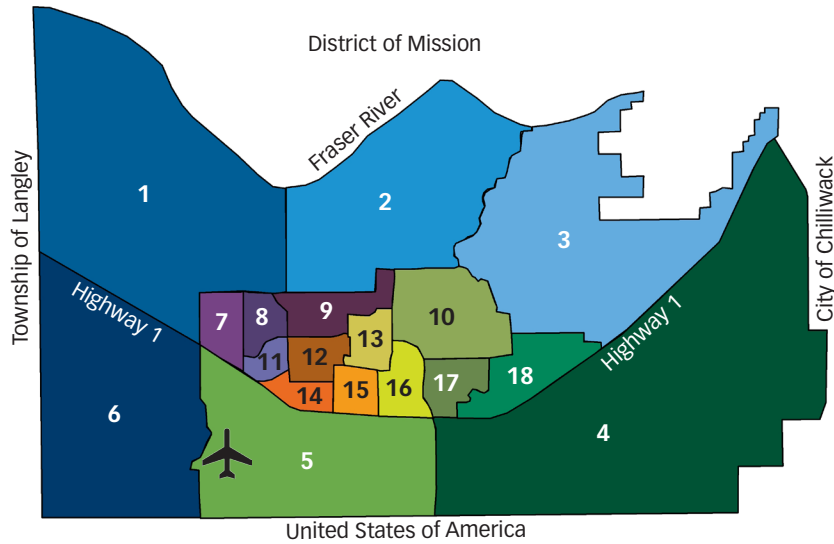 District of Mission
Fraser River
Township of Langley
City of Chilliwack
1
2
3
Highway 1
7
8
9
10
13
11
12
Highway 1
14
15
16
17
18
6
5
4
United States of America